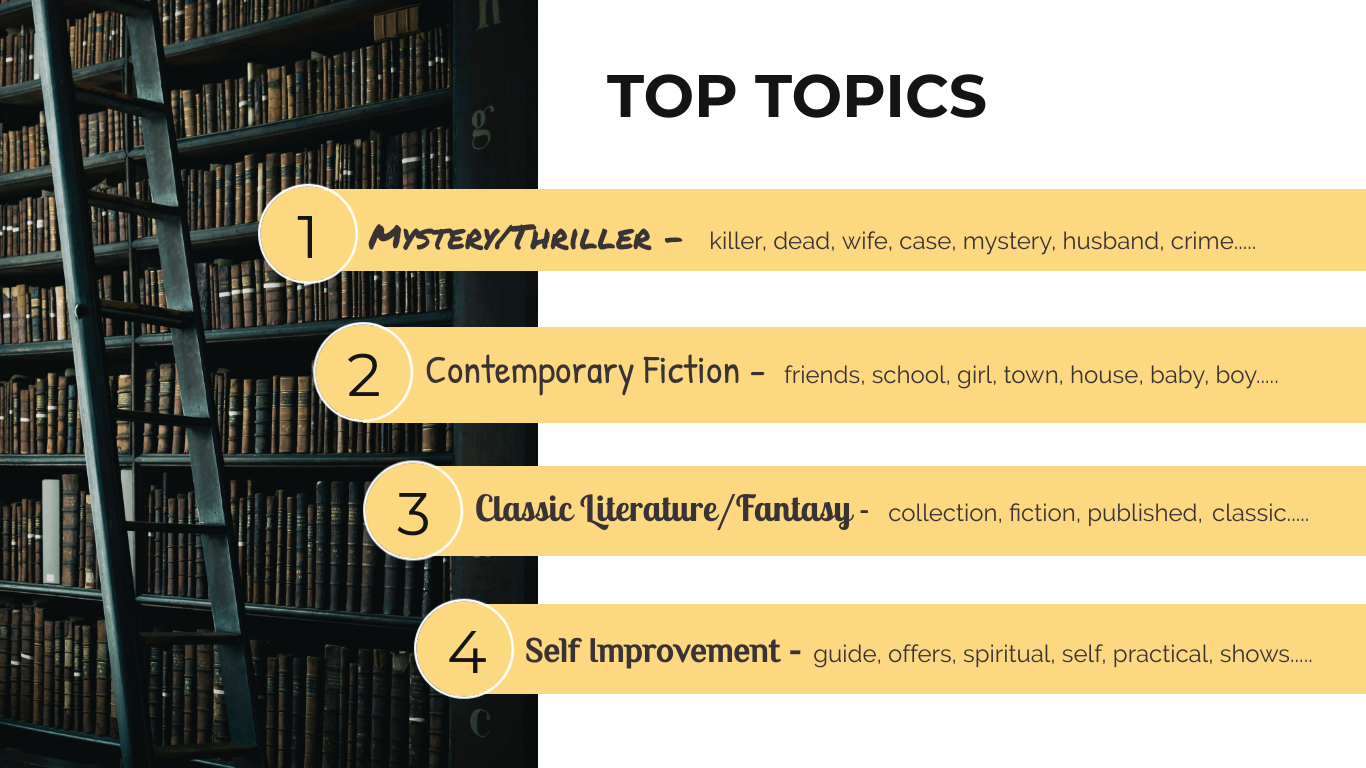 n
g
c
TOP TOPICS
1 Mystery/Thriller - killer, dead, wife, case, mystery, husband, crime.....
2 Contemporary Fiction - friends, school, girl, town, house, baby, boy.....
3 Classic Literature/Fantasy - collection, fiction, published, classic.....
4 Self Improvement - guide, offers, spiritual, self, practical, shows.....